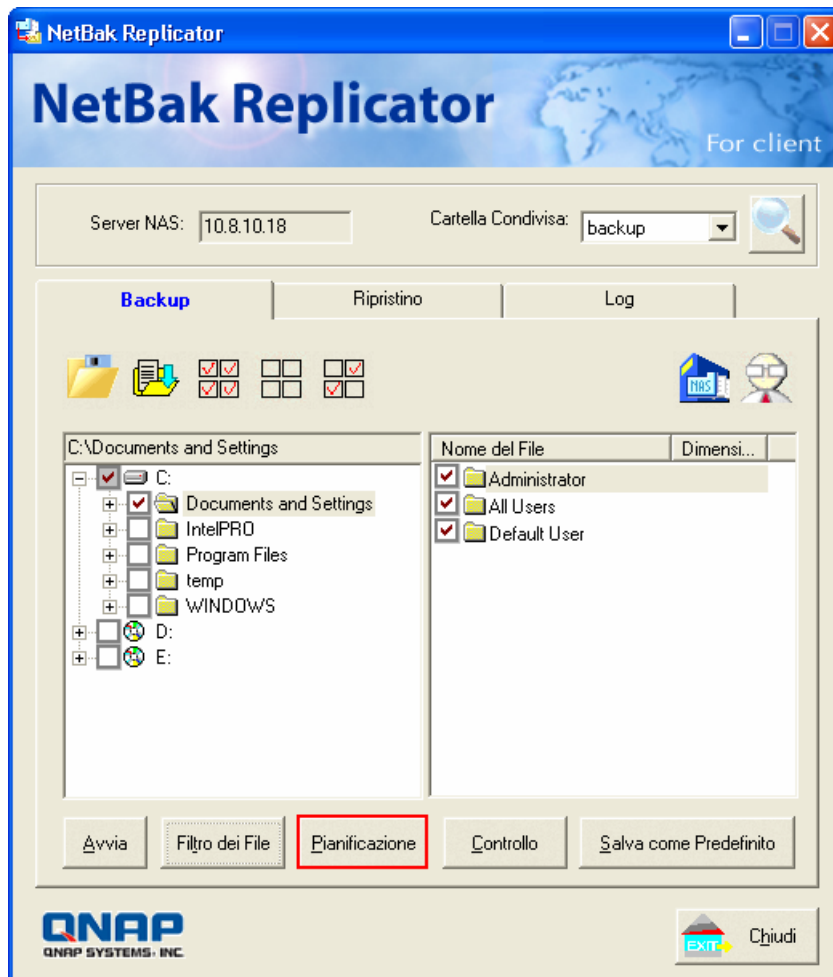 NetBak Replicator
NetBak Replicator
For client
Server NAS: 10.8.10.18 Cartella Condivisa: backup
Backup Ripristino Log
NAS
C:\Documents and Settings
C:
Documents and Settings
IntelPRO
Program Files
temp
WINDOWS
D:
E:
Nome del File Dimensi...
Administrator
All Users
Default User
Avvia Filtro dei File Pianificazione Controllo Salva come Predefinito
QNAP
QNAP SYSTEMS, INC.
EXIT Chiudi